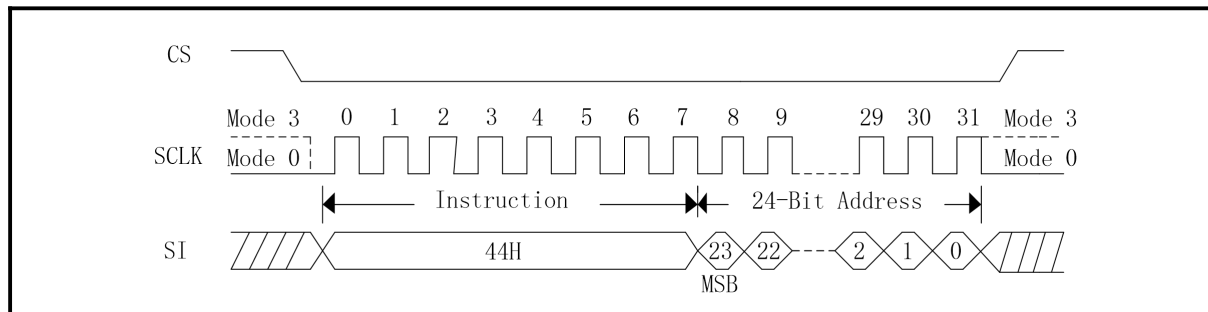 CS
Mode 3 0 1 2 3 4 5 6 7 8 9 29 30 31 Mode 3
SCLK Mode 0 Mode 0
Instruction 24-Bit Address
SI 44H 23 22 2 1 0
MSB